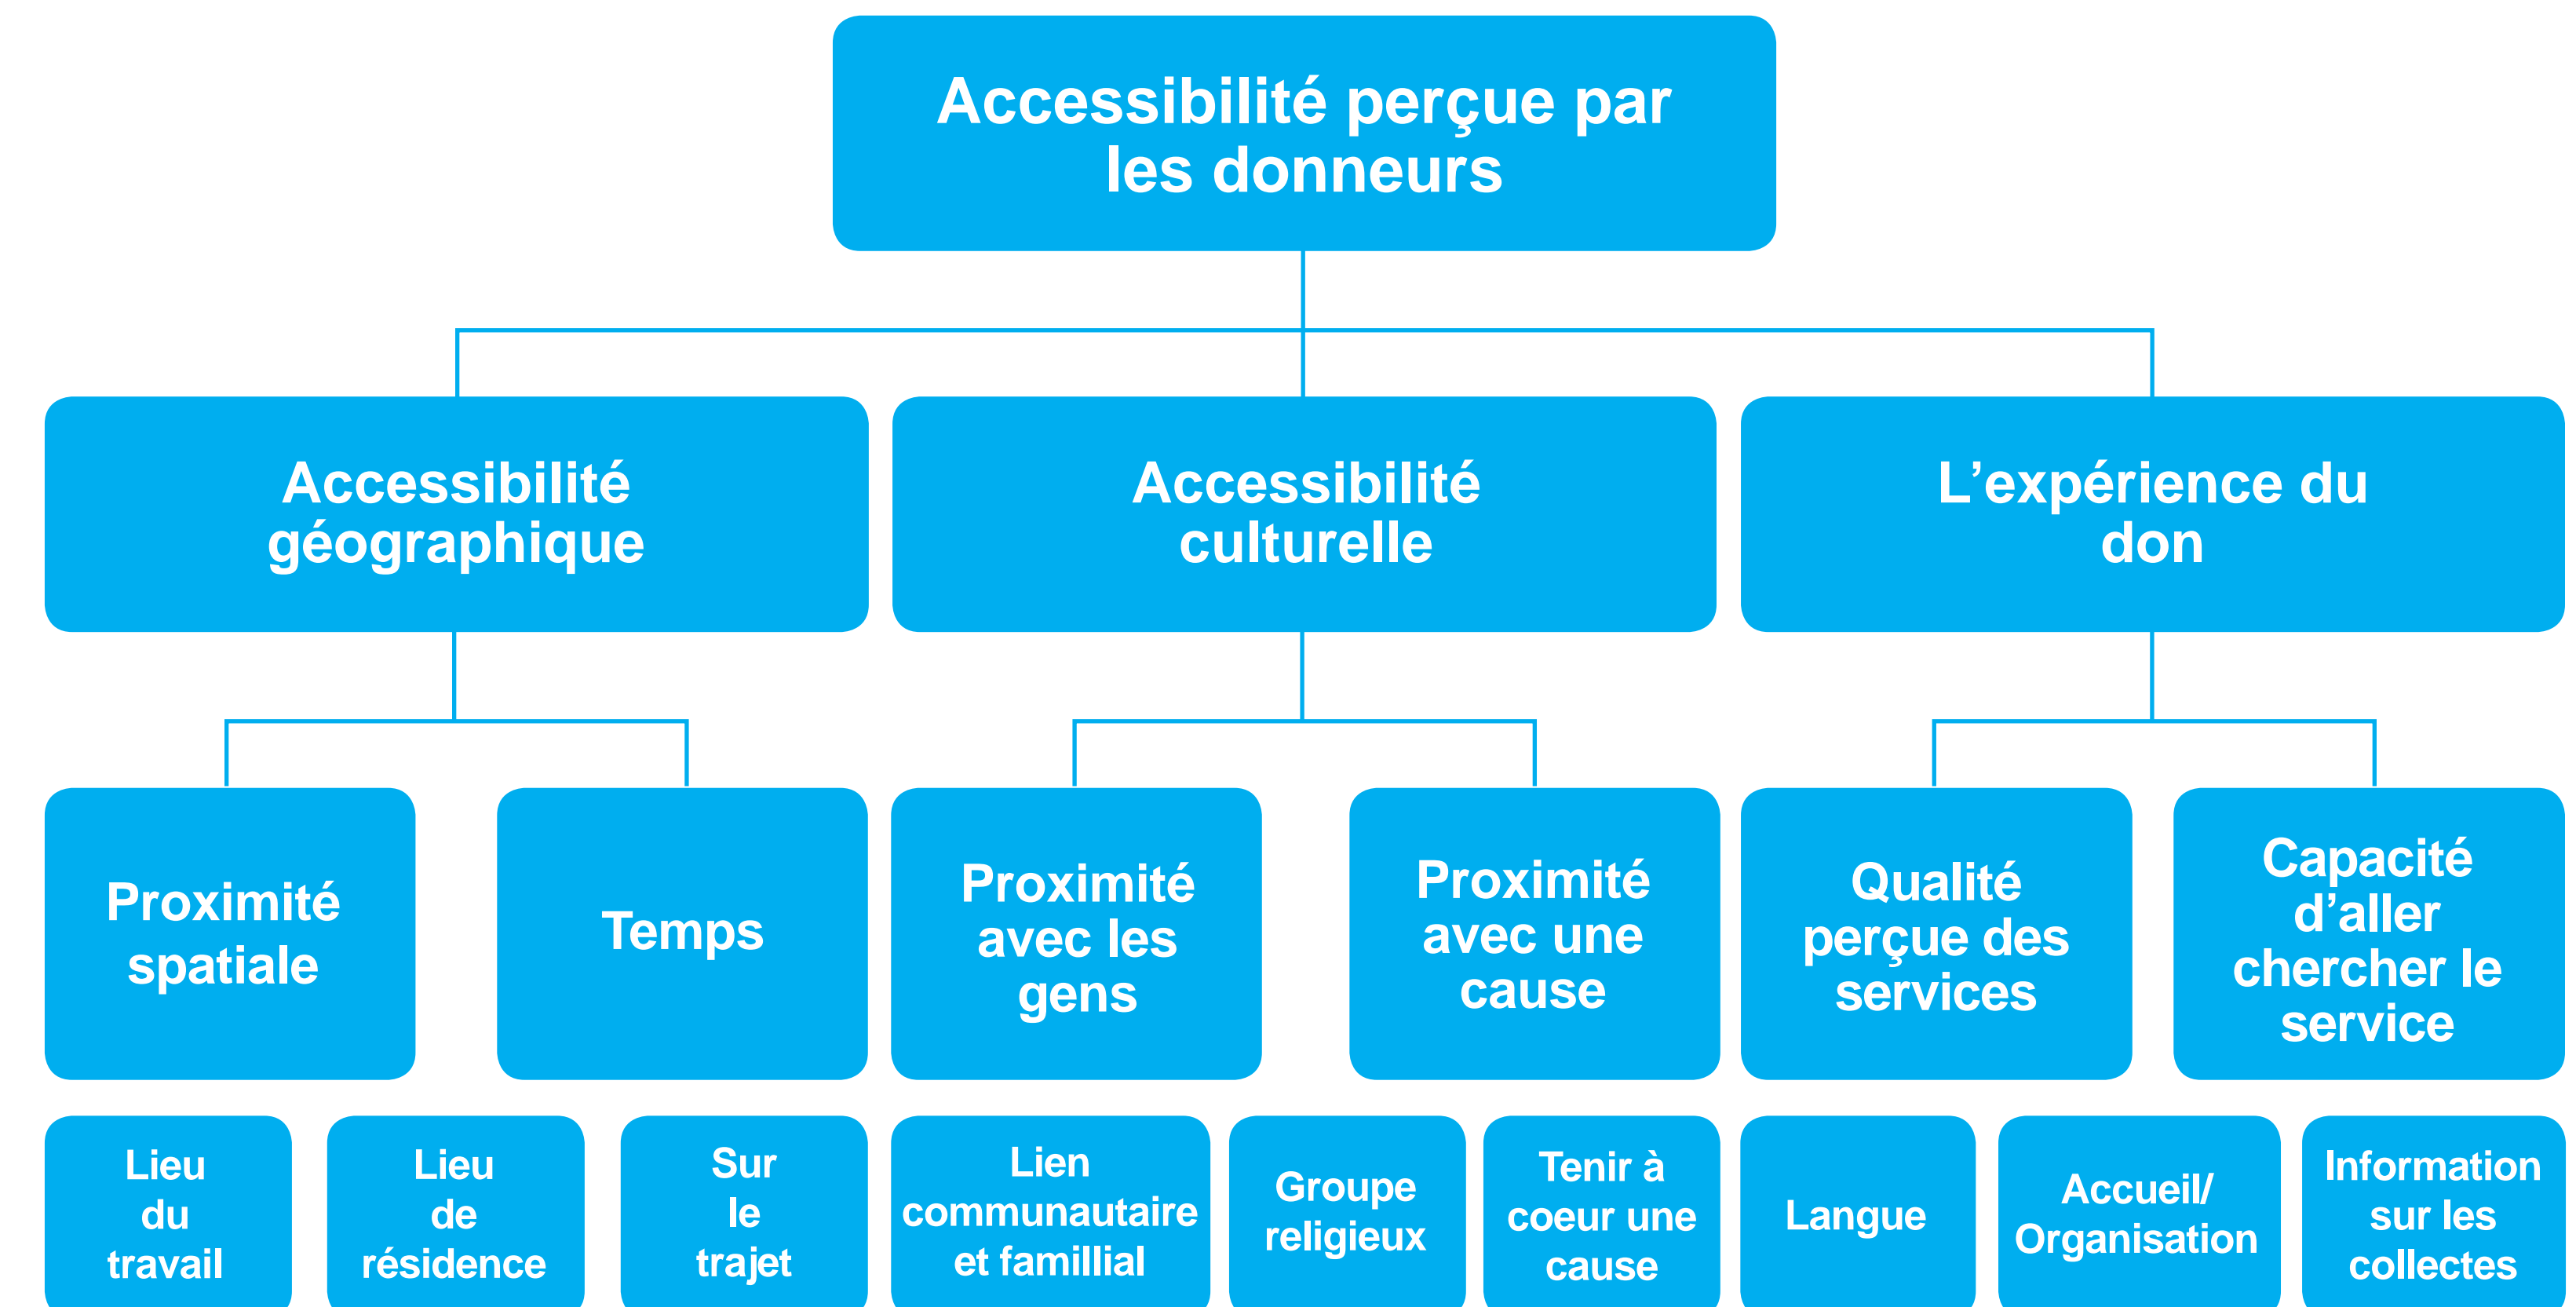 Accessibilité perçue par
les donneurs
Accessibilité
géographique
Accessibilité
culturelle
L’expérience du
don
Proximité
spatiale
Temps
Proximité
avec les
gens
Proximité
avec une
cause
Qualité
perçue des
services
Capacité
d’aller
chercher le
service
Lieu
du
travail
Lieu
de
résidence
Sur
le
trajet
Lien
communautaire
et famillial
Groupe
religieux
Tenir à
coeur une
cause
Langue
Accueil/
Organisation
Information
sur les
collectes